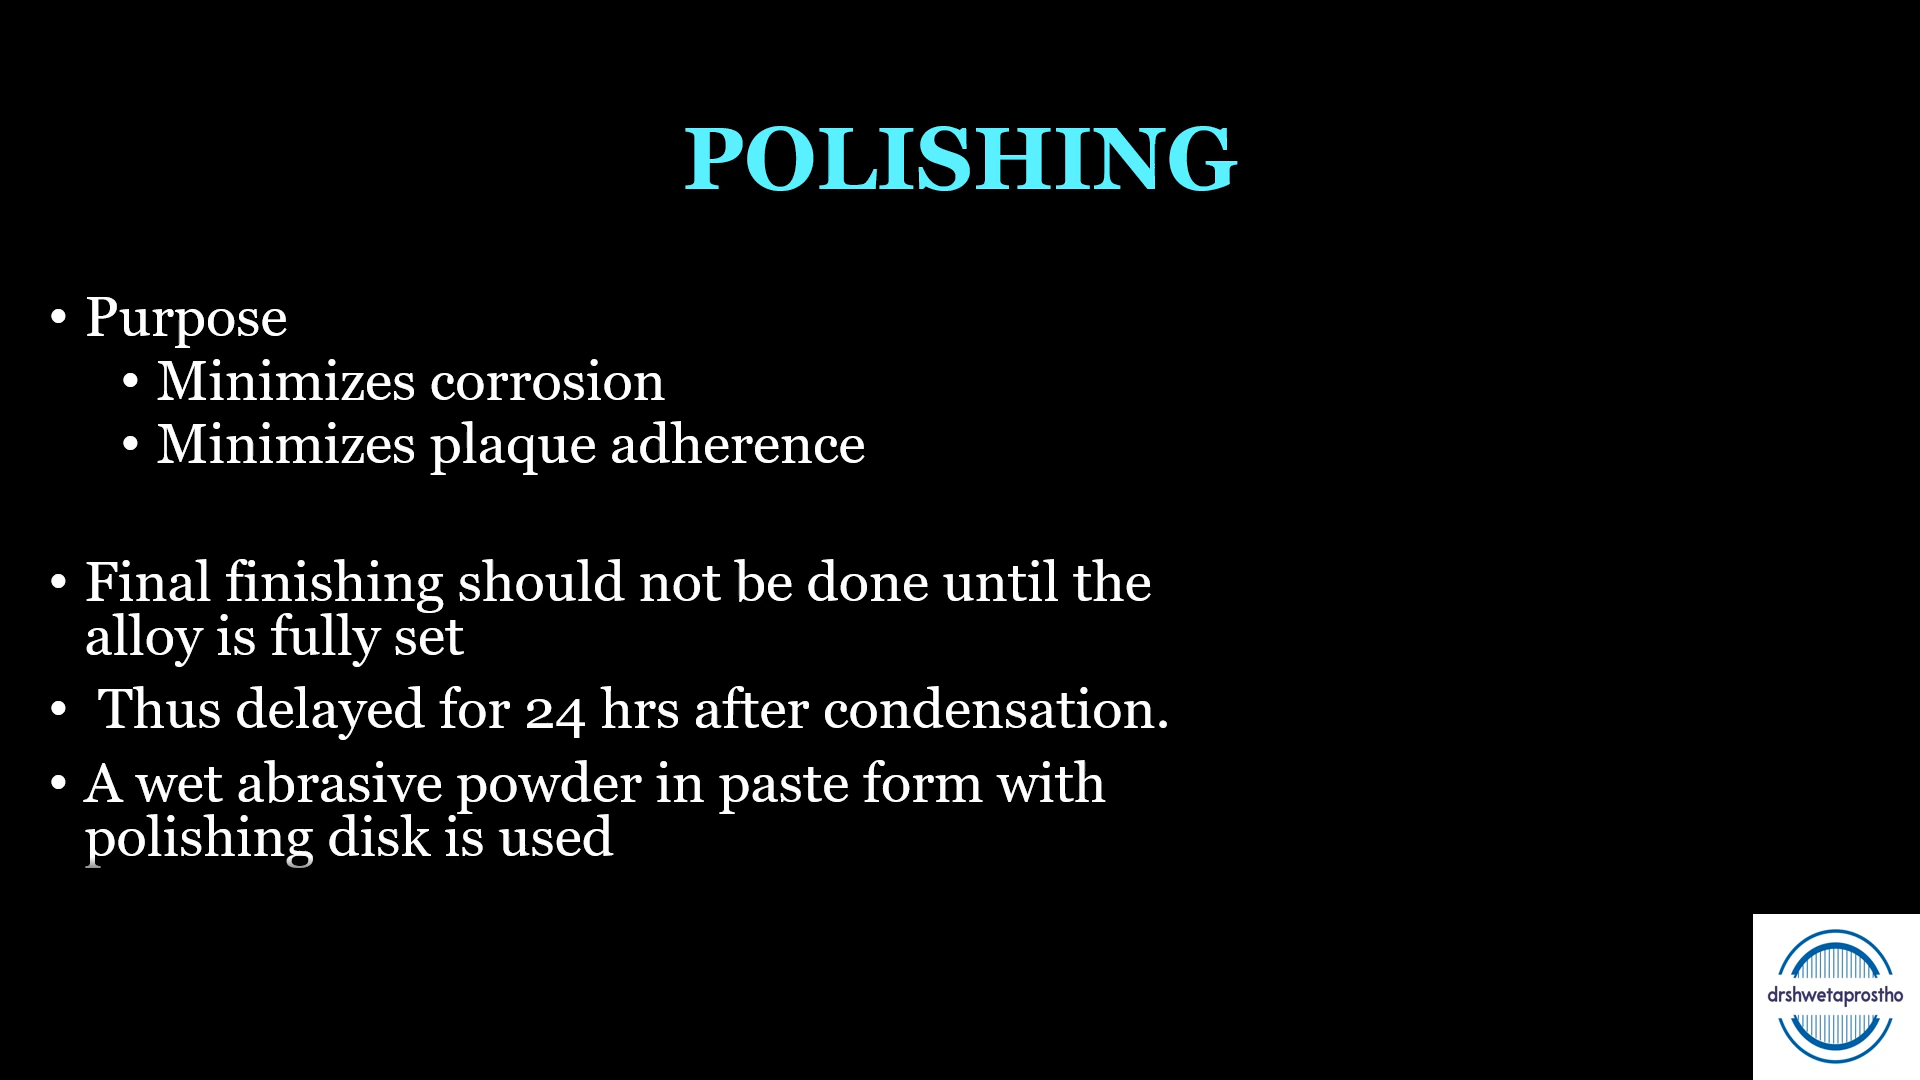 POLISHING
• Purpose
• Minimizes corrosion
• Minimizes plaque adherence
• Final finishing should not be done until the
alloy is fully set
• Thus delayed for 24 hrs after condensation.
• A wet abrasive powder in paste form with
polishing disk is used
drshwetaprostho